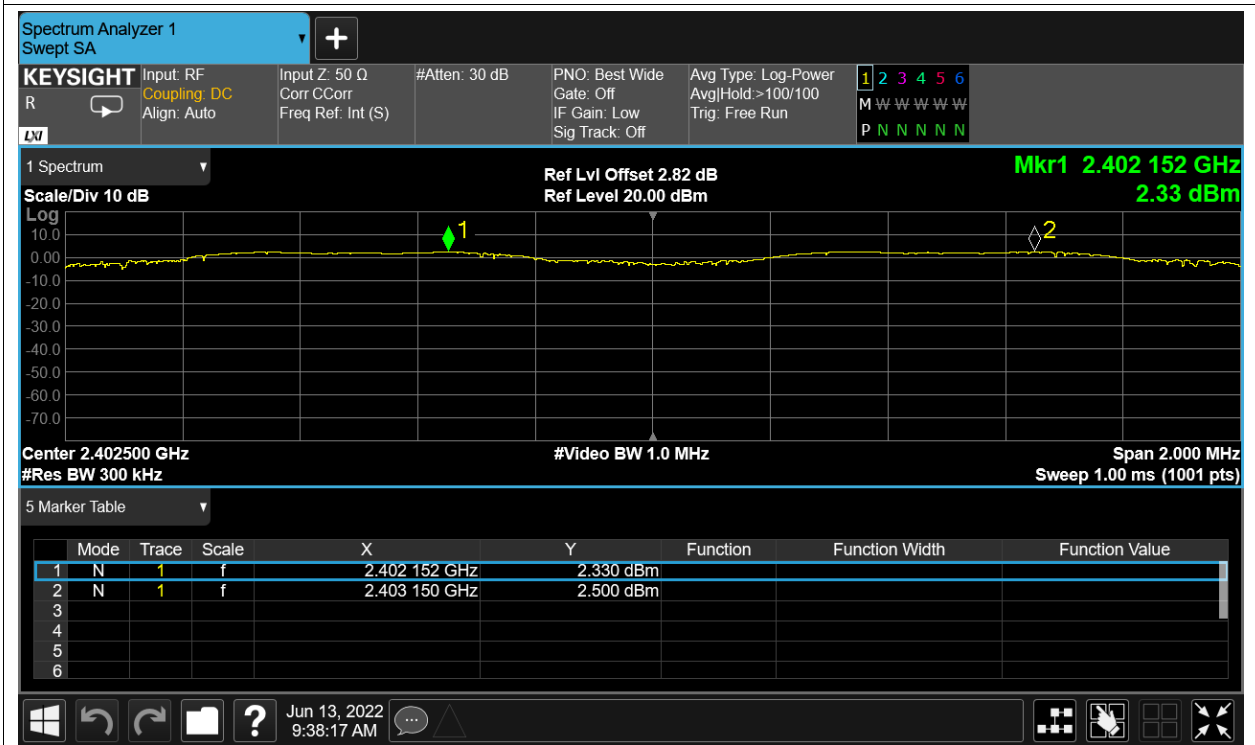 Spectrum Analyzer 1
Swept SA
+
KEYSIGHT Input: RF Input Z: 50 Ω #Atten: 30 dB PNO: Best Wide Avg Type: Log-Power 1 2 3 4 5 6
R Coupling: DC Corr CCorr Gate: Off Avg|Hold:>100/100 M W W W W W
Align: Auto Freq Ref: Int (S) IF Gain: Low Trig: Free Run
LXI Sig Track: Off P N N N N N
1 Spectrum Ref Lvl Offset 2.82 dB Mkr1 2.402 152 GHz
Scale/Div 10 dB Ref Level 20.00 dBm 2.33 dBm
Log
10.0 1 2
0.00
-10.0
-20.0
-30.0
-40.0
-50.0
-60.0
-70.0
Center 2.402500 GHz #Video BW 1.0 MHz Span 2.000 MHz
#Res BW 300 kHz Sweep 1.00 ms (1001 pts)
5 Marker Table
Mode Trace Scale X Y Function Function Width Function Value
1 N 1 f 2.402 152 GHz 2.330 dBm
2 N 1 f 2.403 150 GHz 2.500 dBm
3
4
5
6
? Jun 13, 2022
9:38:17 AM